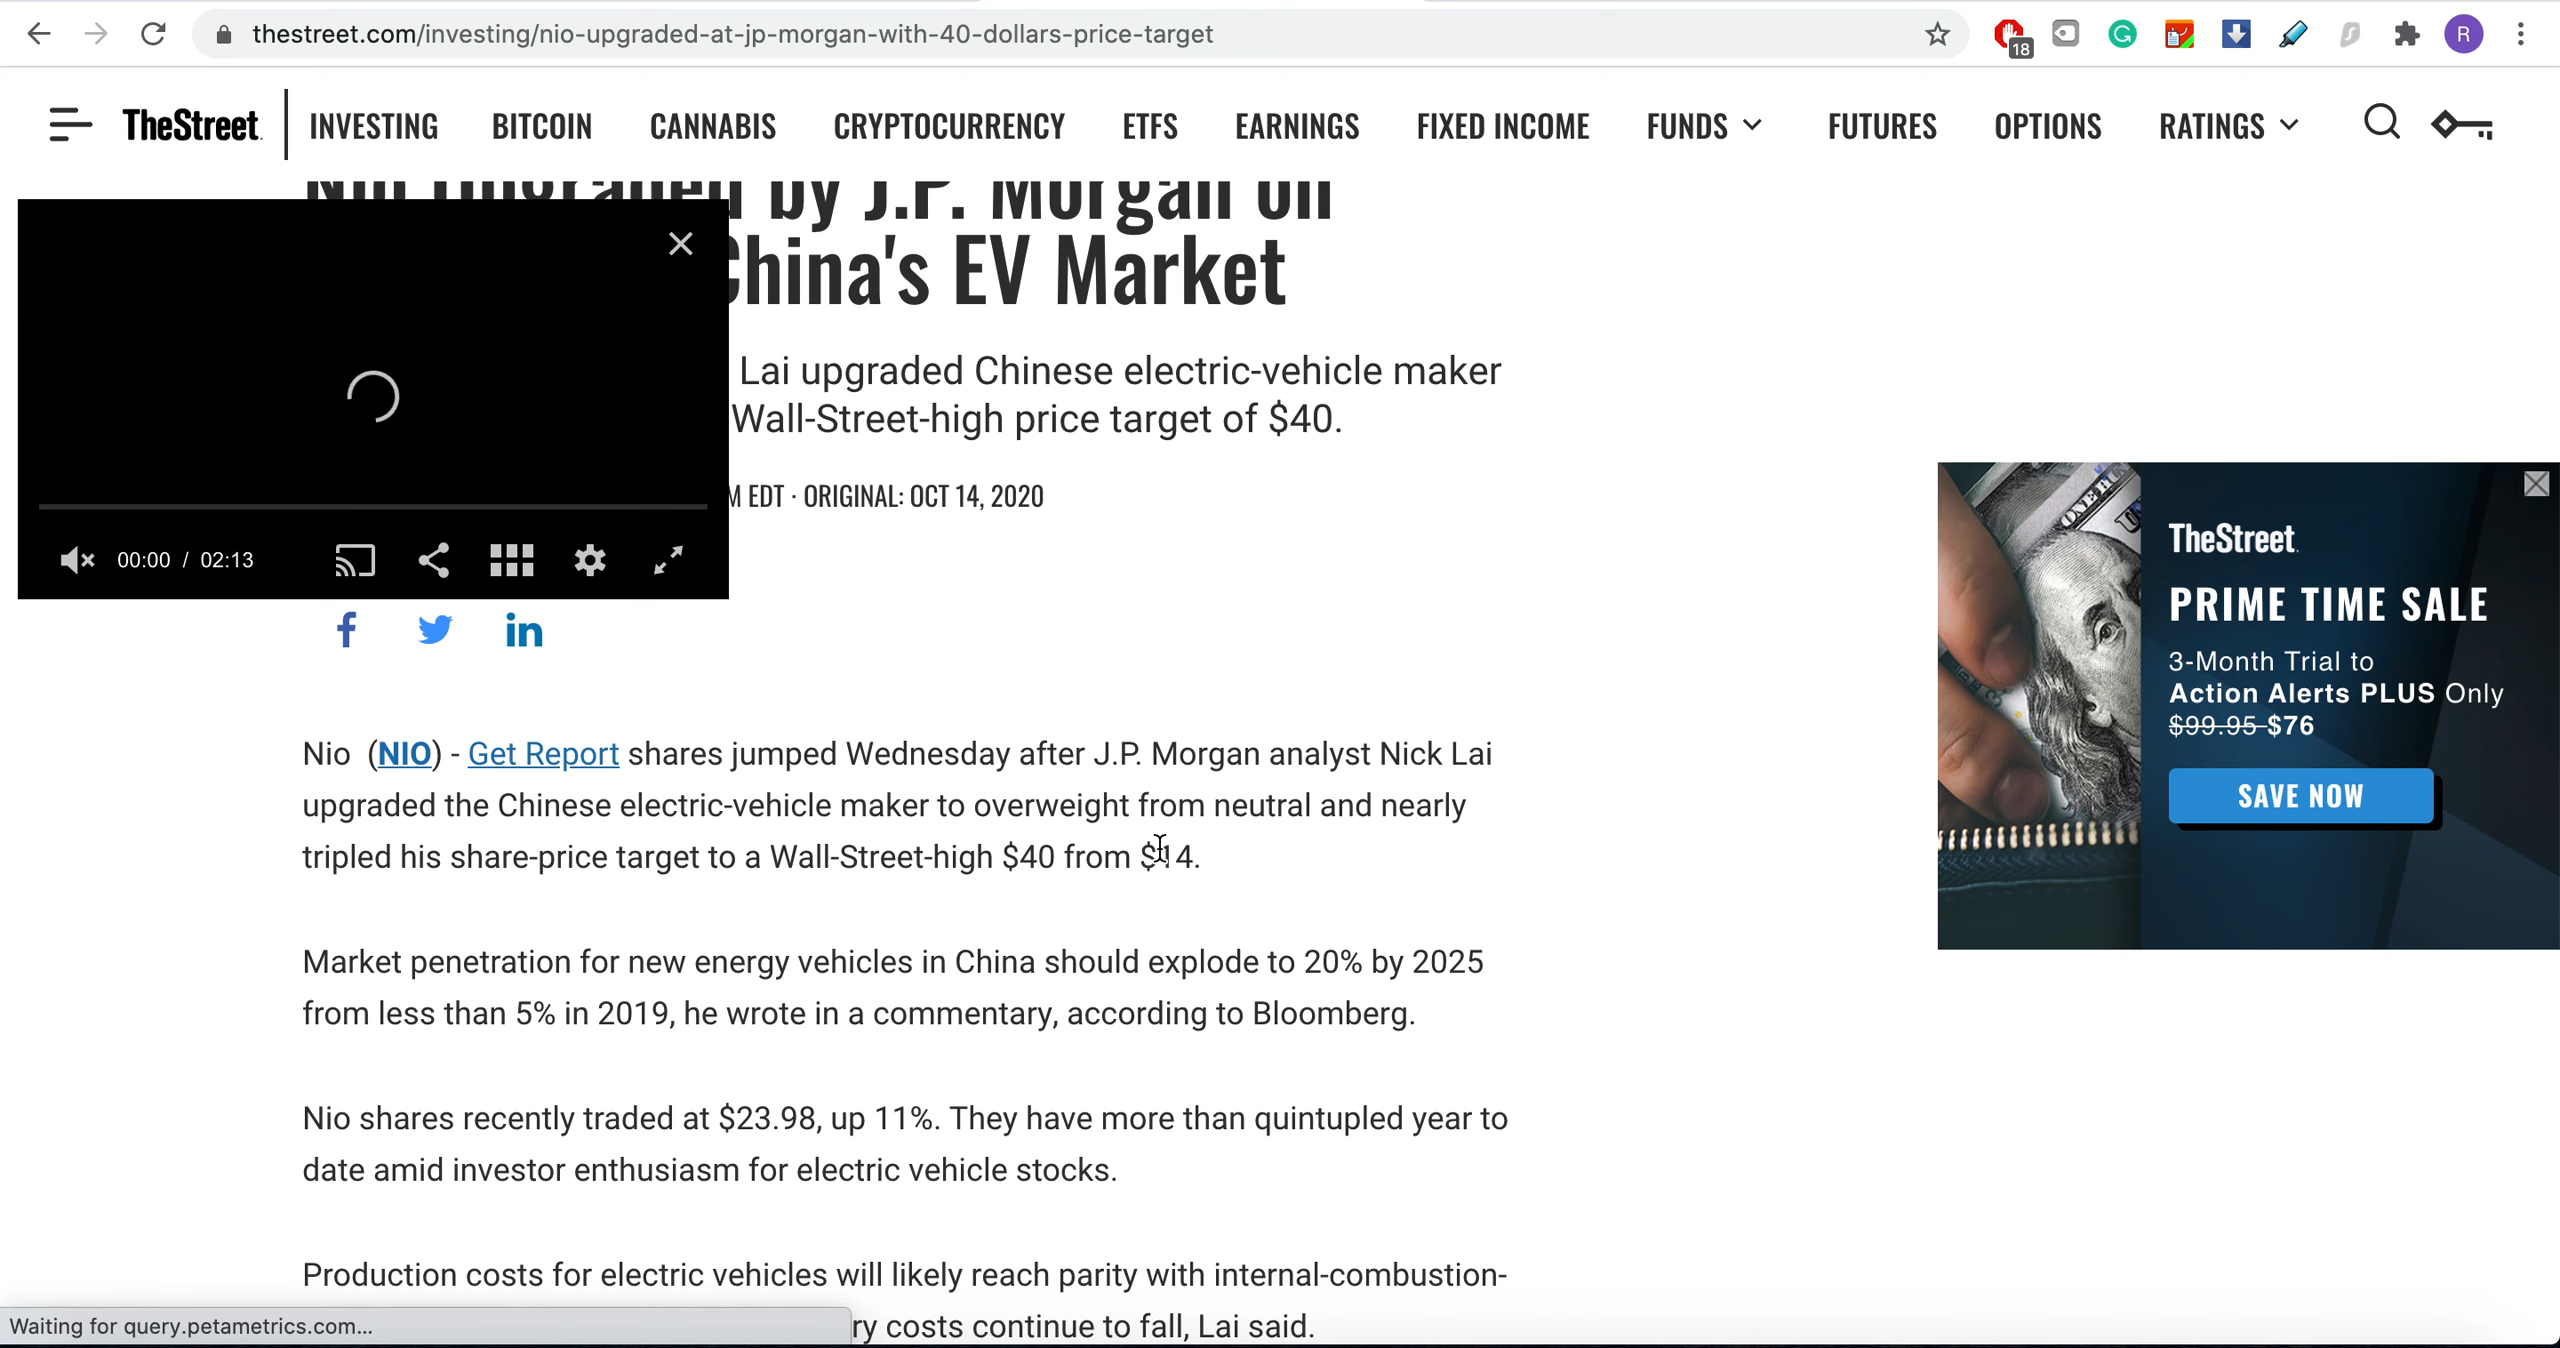 thestreet.com/investing/nio-upgraded-at-jp-morgan-with-40-dollars-price-target
18
R
TheStreet
INVESTING BITCOIN CANNABIS CRYPTOCURRENCY ETFS EARNINGS FIXED INCOME FUNDS FUTURES OPTIONS RATINGS
by J.P. Morgan on
China's EV Market
Lai upgraded Chinese electric-vehicle maker
Wall-Street-high price target of $40.
M EDT · ORIGINAL: OCT 14, 2020
00:00 / 02:13
Nio (NIO) - Get Report shares jumped Wednesday after J.P. Morgan analyst Nick Lai
upgraded the Chinese electric-vehicle maker to overweight from neutral and nearly
tripled his share-price target to a Wall-Street-high $40 from $14.
Market penetration for new energy vehicles in China should explode to 20% by 2025
from less than 5% in 2019, he wrote in a commentary, according to Bloomberg.
Nio shares recently traded at $23.98, up 11%. They have more than quintupled year to
date amid investor enthusiasm for electric vehicle stocks.
Production costs for electric vehicles will likely reach parity with internal-combustion-
ry costs continue to fall, Lai said.
TheStreet
PRIME TIME SALE
3-Month Trial to
Action Alerts PLUS Only
$99.95 $76
SAVE NOW
Waiting for query.petametrics.com...